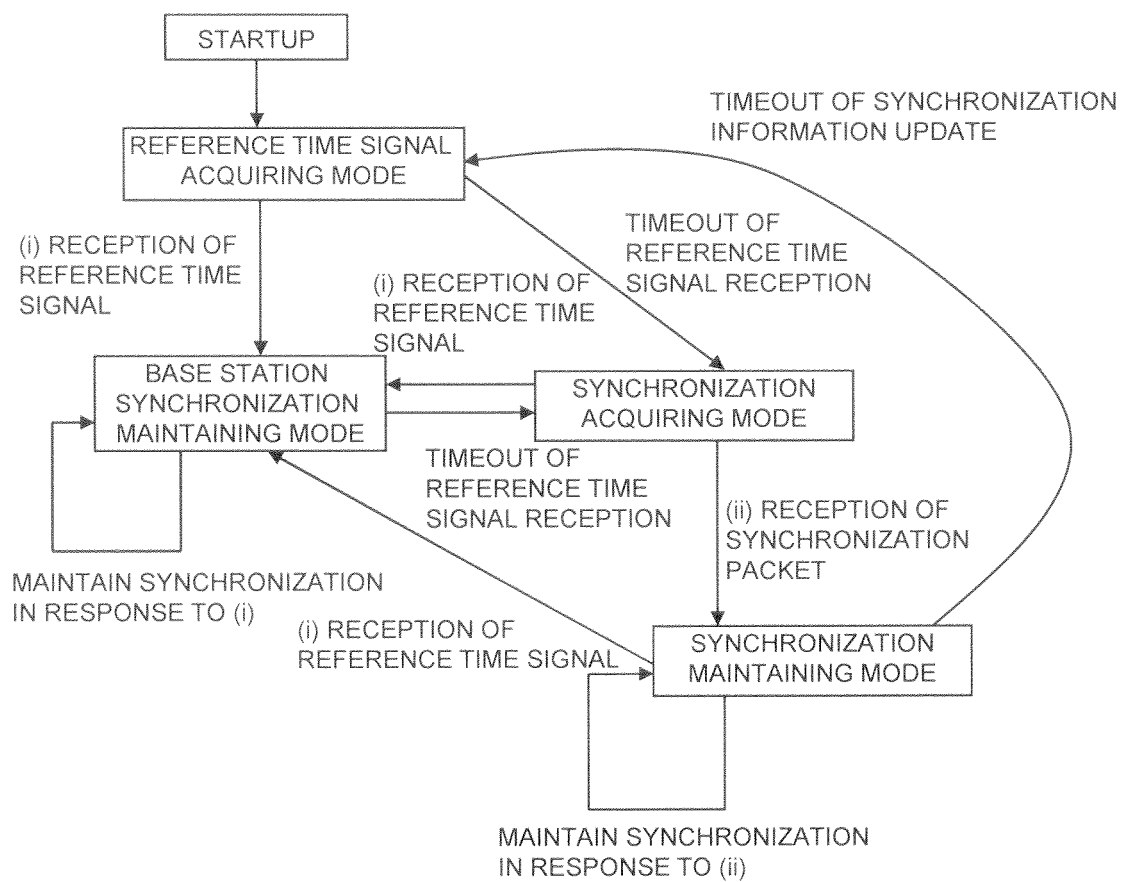 STARTUP
TIMEOUT OF SYNCHRONIZATION
INFORMATION UPDATE
REFERENCE TIME SIGNAL
ACQUIRING MODE
(i) RECEPTION OF
REFERENCE TIME
SIGNAL
TIMEOUT OF
REFERENCE TIME
SIGNAL RECEPTION
(i) RECEPTION OF
REFERENCE TIME
SIGNAL
BASE STATION
SYNCHRONIZATION
MAINTAINING MODE
SYNCHRONIZATION
ACQUIRING MODE
TIMEOUT OF
REFERENCE TIME
SIGNAL RECEPTION
(ii) RECEPTION OF
SYNCHRONIZATION
PACKET
MAINTAIN SYNCHRONIZATION
IN RESPONSE TO (i)
(i) RECEPTION OF
REFERENCE TIME SIGNAL
SYNCHRONIZATION
MAINTAINING MODE
MAINTAIN SYNCHRONIZATION
IN RESPONSE TO (ii)